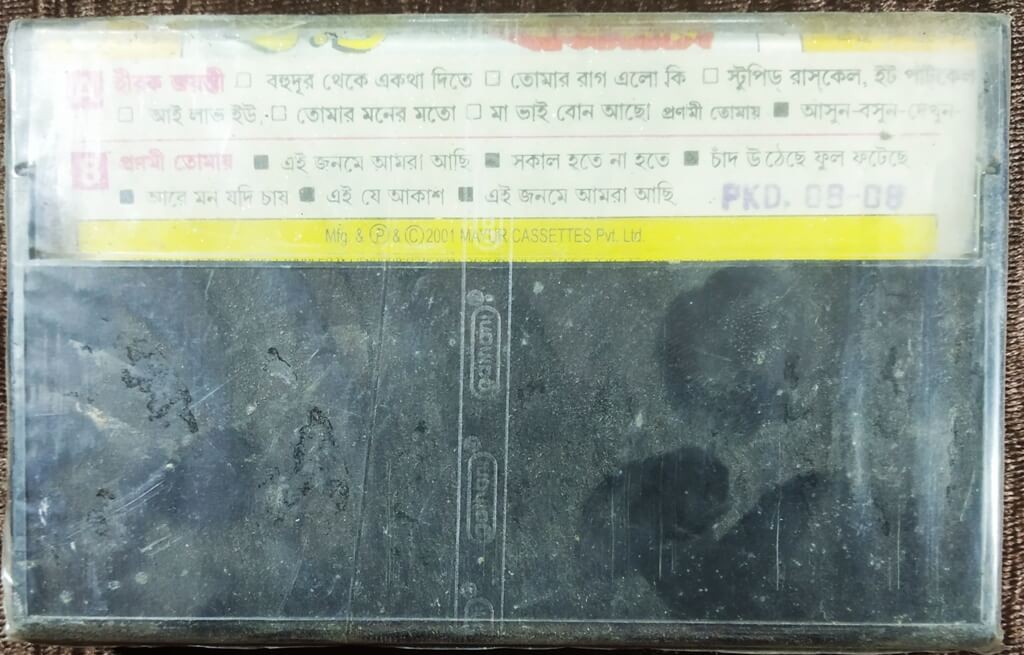 A হীরক জয়ন্তী □ বহুদূর থেকে একথা দিতে □ তোমার রাগ এলো কি □ স্টুপিড্ রাস্কেল, ইট পাটকেল
□ আই লাভ ইউ, □ তোমার মনের মতো □ মা ভাই বোন আছে। প্রণমী তোমায় ■ আসুন-বসুন-দেখুন-
B প্রণমী তোমায় ■ এই জনমে আমরা আছি ■ সকাল হতে না হতে ■ চাঁদ উঠেছে ফুল ফুটেছে
■ আরে মন যদি চায় ■ এই যে আকাশ ■ এই জনমে আমরা আছি PKD. 08-08
Mfg. & Ⓟ & Ⓒ 2001 MAYUR CASSETTES Pvt. Ltd.